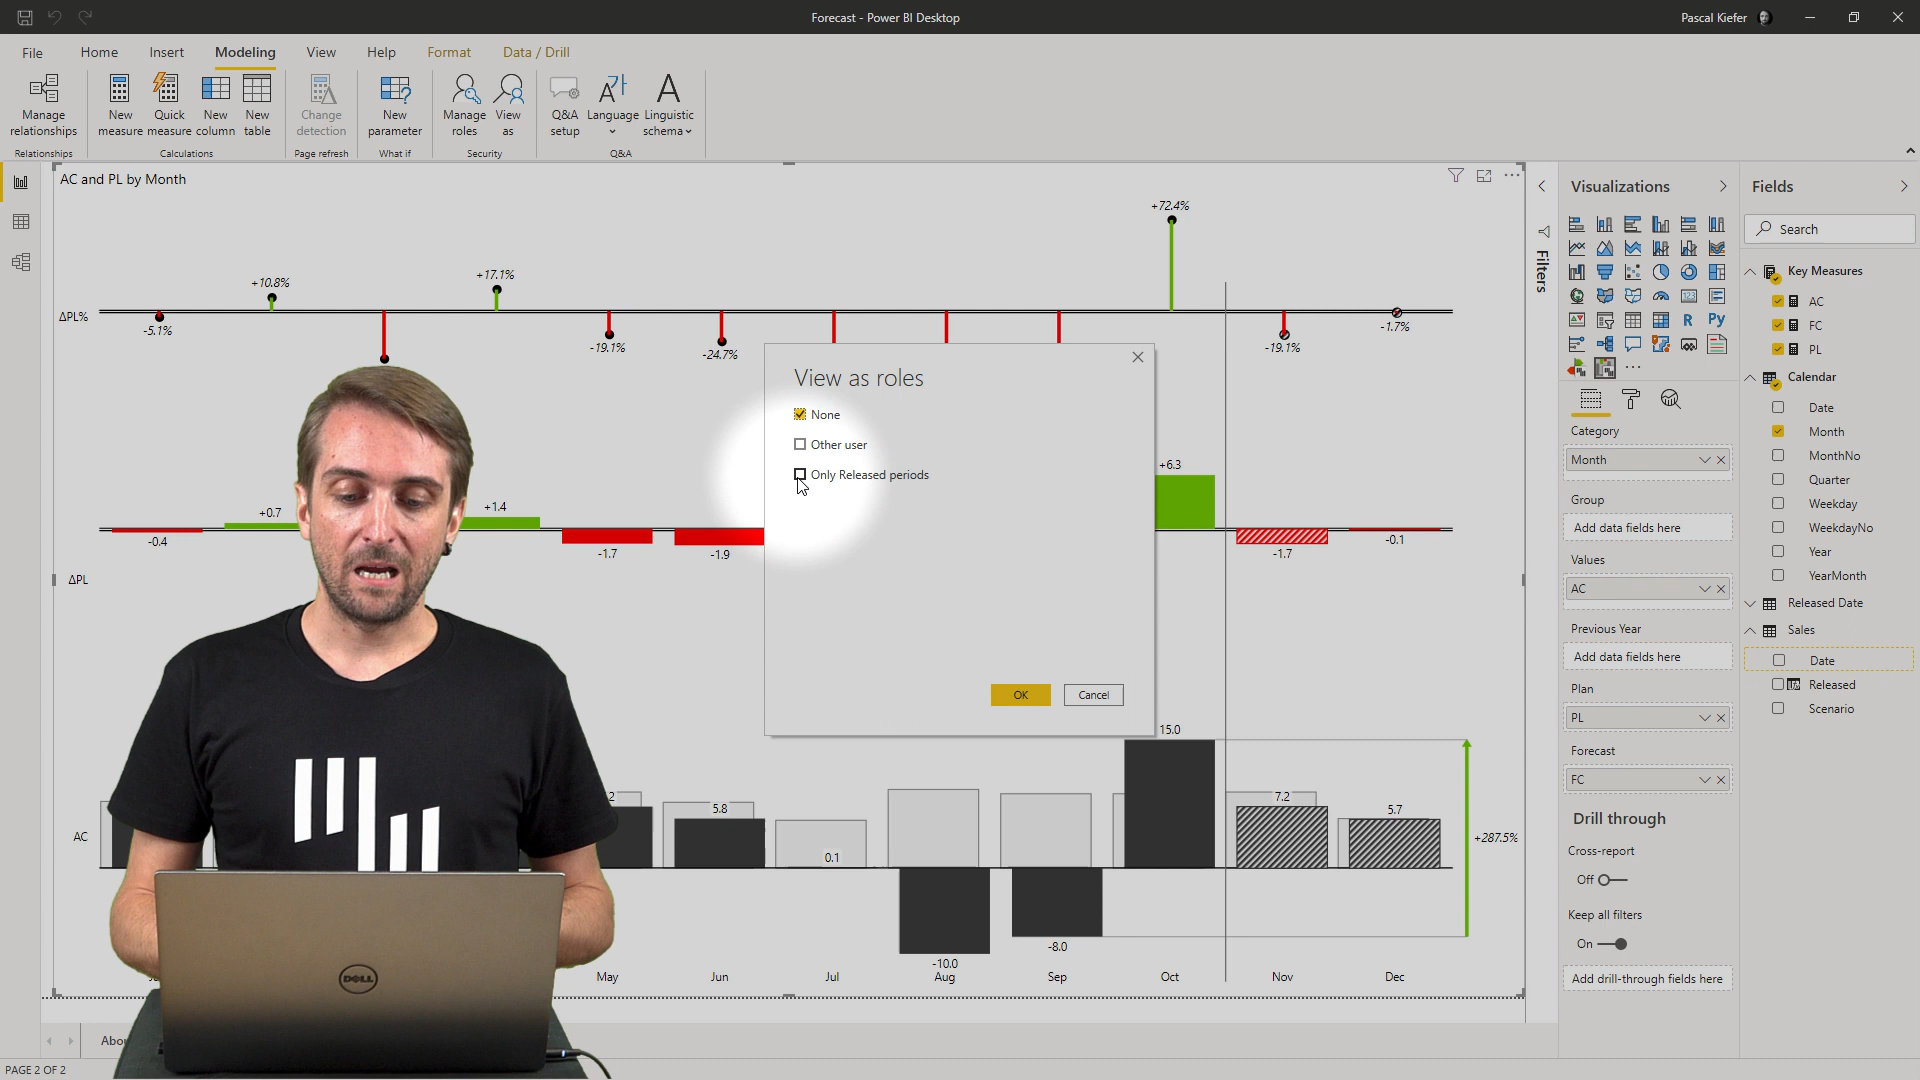 Forecast - Power BI Desktop
Pascal Kiefer
File
Home
Insert
Modeling
View
Help
Format
Data / Drill
Manage relationships
New measure
Quick measure
New column
New table
Change detection
New parameter
Manage roles
View as
Q&A setup
Language
Linguistic schema
Relationships
Calculations
Page refresh
What if
Security
Q&A
AC and PL by Month
+72.4%
+10.8%
+17.1%
ΔPL%
-5.1%
-19.1%
-24.7%
-19.1%
-1.7%
View as roles
None
Other user
Only Released periods
OK
Cancel
+6.3
+0.7
+1.4
-0.4
-1.7
-1.9
-1.7
-0.1
ΔPL
15.0
2
5.8
7.2
5.7
AC
0.1
+287.5%
-8.0
-10.0
May
Jun
Jul
Aug
Sep
Oct
Nov
Dec
DELL
Abou
PAGE 2 OF 2
Filters
Visualizations
R
Py
123
Category
Month
Group
Add data fields here
Values
AC
Previous Year
Add data fields here
Plan
PL
Forecast
FC
Drill through
Cross-report
Off
Keep all filters
On
Add drill-through fields here
Fields
Search
Key Measures
AC
FC
PL
Calendar
Date
Month
MonthNo
Quarter
Weekday
WeekdayNo
Year
YearMonth
Released Date
Sales
Date
Released
Scenario